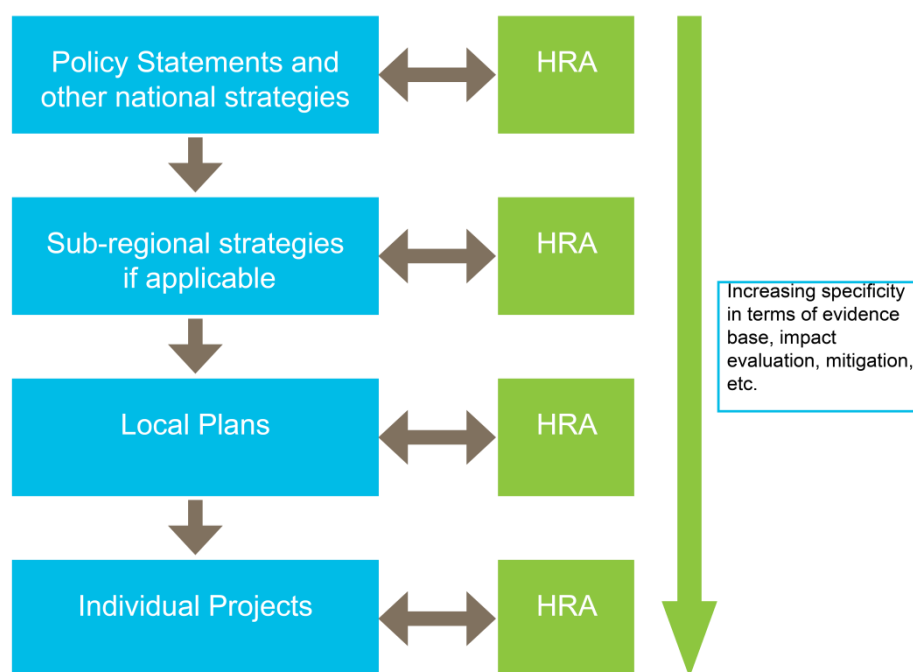 Policy Statements and
other national strategies
HRA
Sub-regional strategies
if applicable
HRA
Increasing specificity
in terms of evidence
base, impact
evaluation, mitigation,
etc.
Local Plans
HRA
Individual Projects
HRA